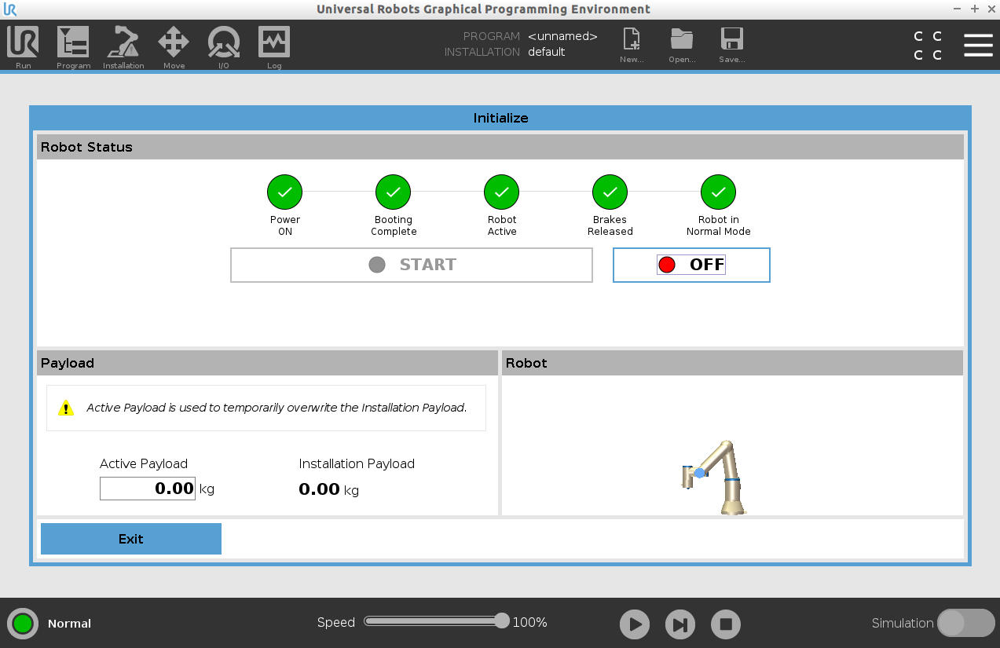 Universal Robots Graphical Programming Environment
Run
Program
Installation
Move
I/O
Log
PROGRAM <unnamed>
INSTALLATION default
New...
Open...
Save...
C C
C C
Initialize
Robot Status
Power
ON
Booting
Complete
Robot
Active
Brakes
Released
Robot in
Normal Mode
START
OFF
Payload
Active Payload is used to temporarily overwrite the Installation Payload.
Active Payload
0.00 kg
Installation Payload
0.00 kg
Robot
Exit
Normal
Speed 100%
Simulation